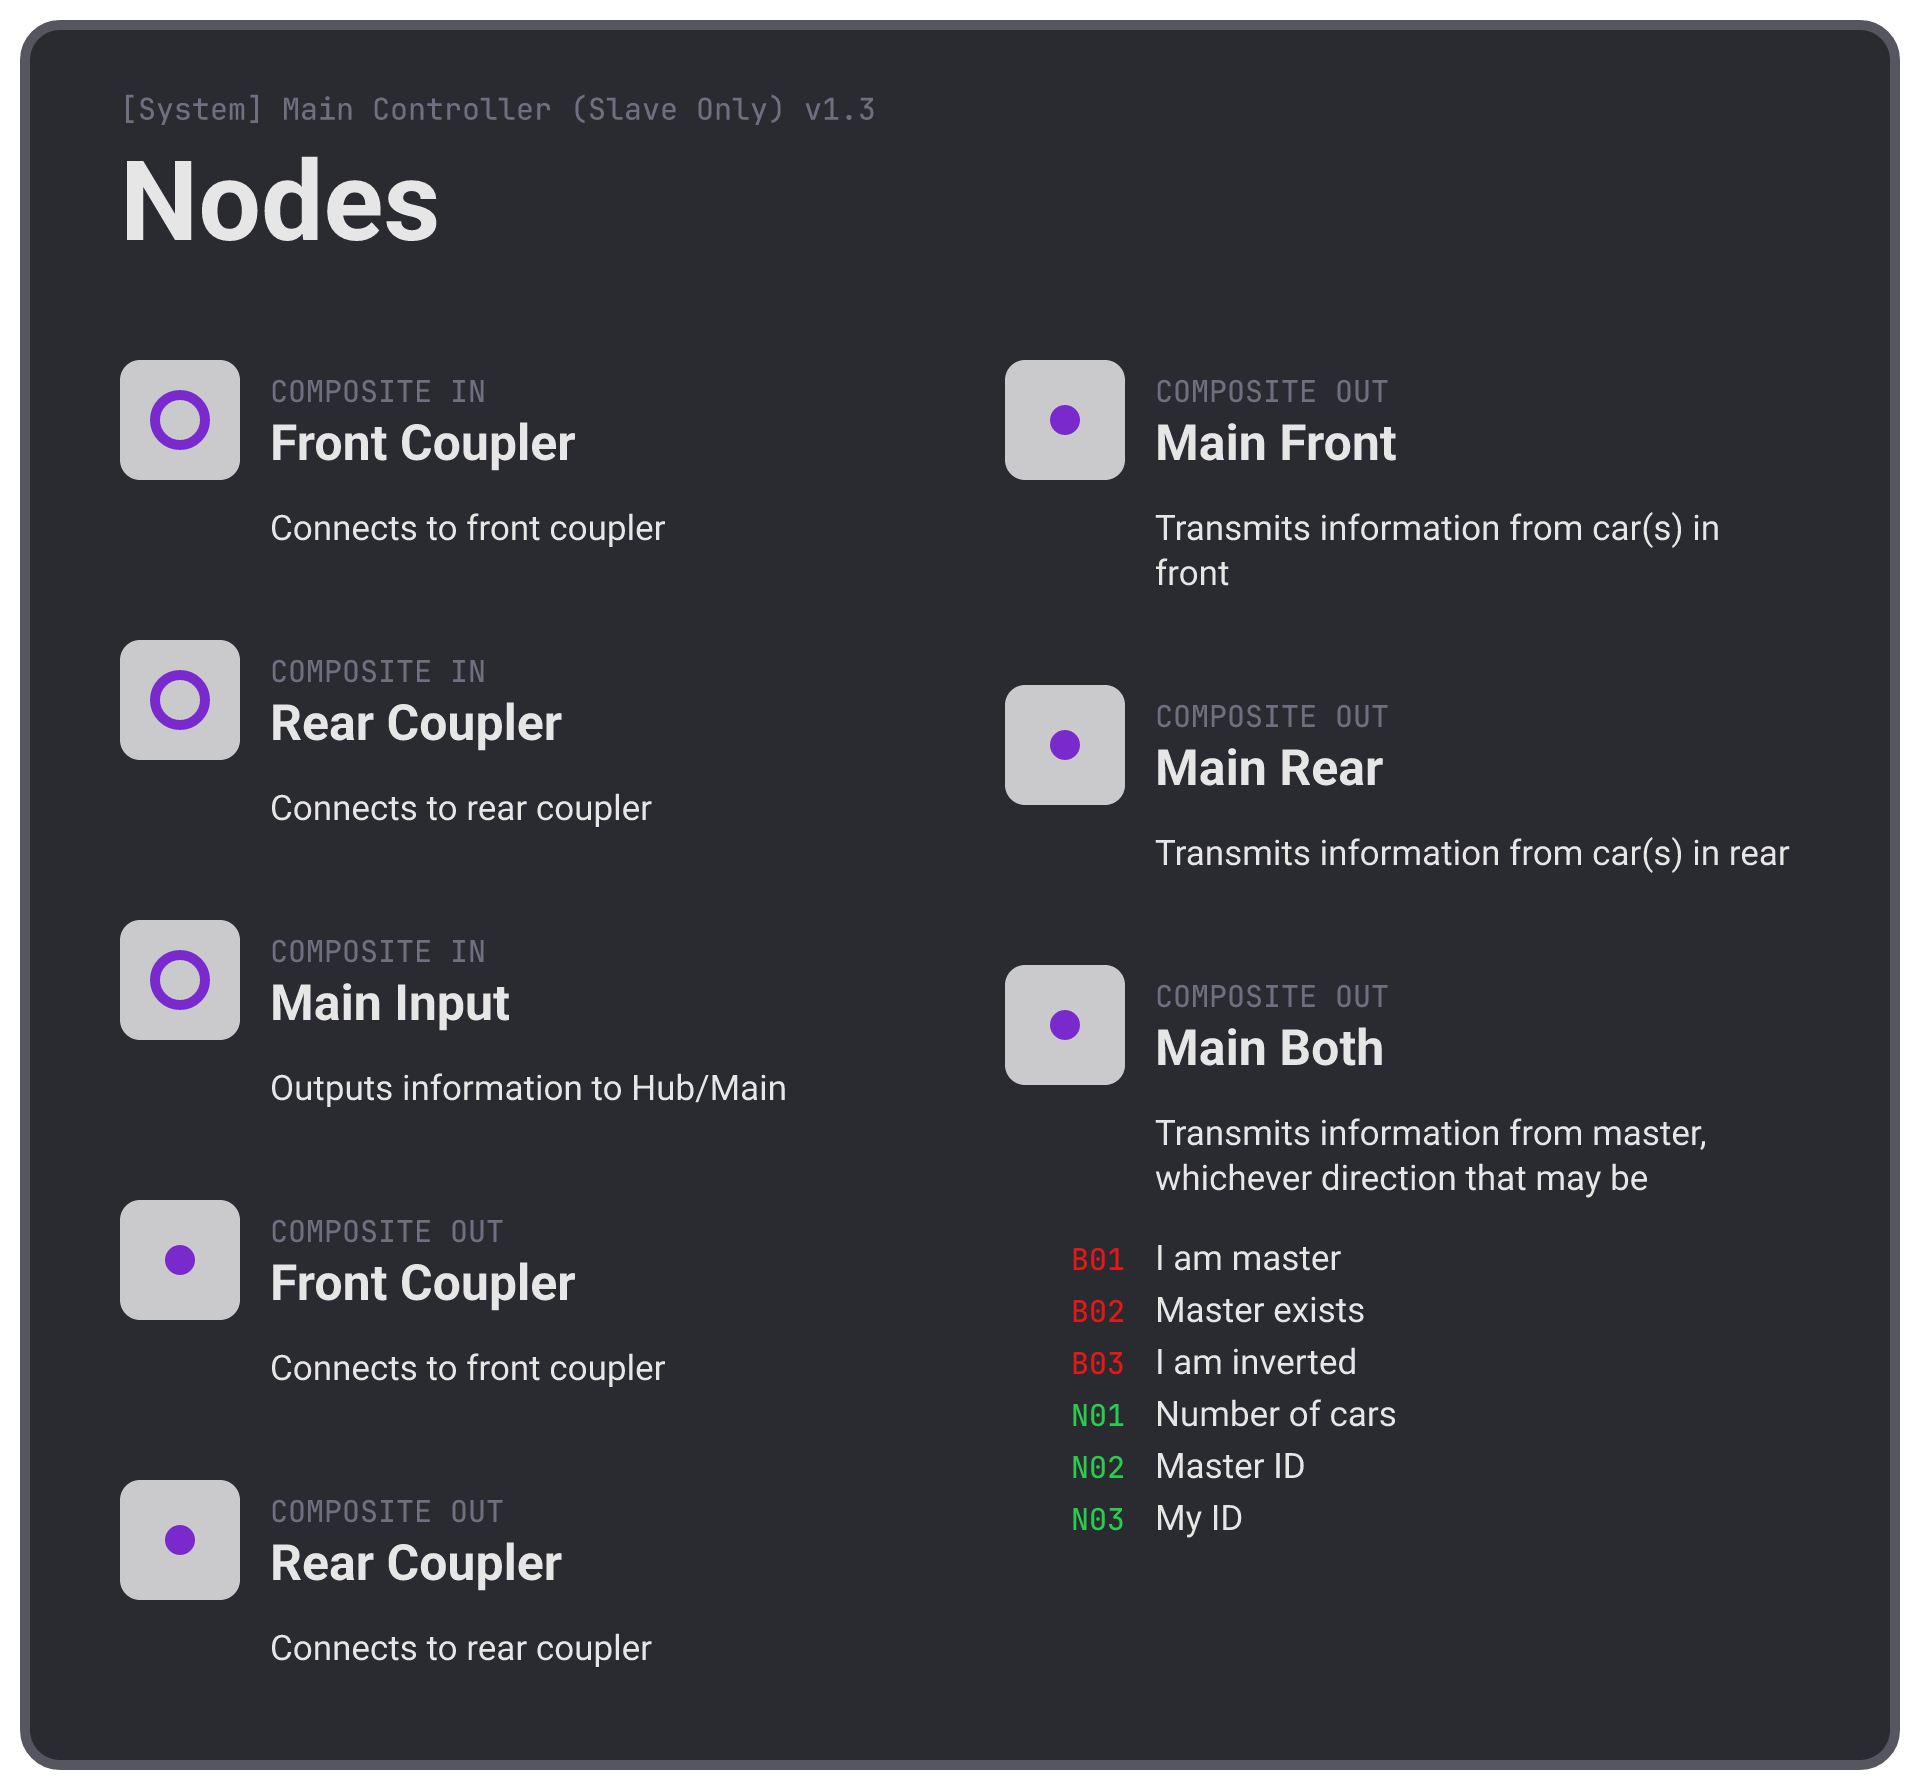 [System] Main Controller (Slave Only) v1.3
Nodes
COMPOSITE IN
Front Coupler
Connects to front coupler
COMPOSITE IN
Rear Coupler
Connects to rear coupler
COMPOSITE IN
Main Input
Outputs information to Hub/Main
COMPOSITE OUT
Front Coupler
Connects to front coupler
COMPOSITE OUT
Rear Coupler
Connects to rear coupler
COMPOSITE OUT
Main Front
Transmits information from car(s) in
front
COMPOSITE OUT
Main Rear
Transmits information from car(s) in rear
COMPOSITE OUT
Main Both
Transmits information from master,
whichever direction that may be
B01 I am master
B02 Master exists
B03 I am inverted
N01 Number of cars
N02 Master ID
N03 My ID